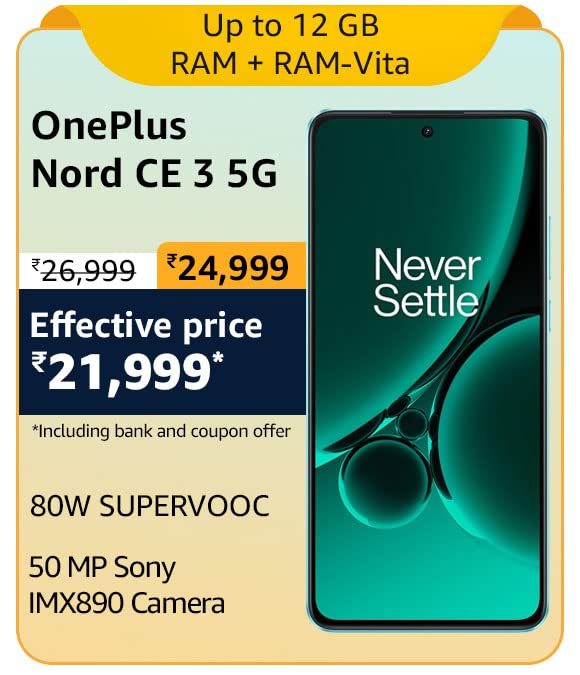 Up to 12 GB
RAM + RAM-Vita
OnePlus
Nord CE 3 5G
₹26,999 ₹24,999
Effective price
₹21,999*
*Including bank and coupon offer
80W SUPERVOOC
50 MP Sony
IMX890 Camera
Never
Settle